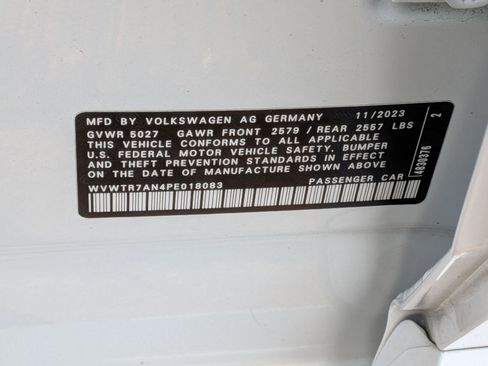 MFD BY VOLKSWAGEN AG GERMANY 11/2023
GVWR 5027 GAWR FRONT 2579 / REAR 2557 LBS
THIS VEHICLE CONFORMS TO ALL APPLICABLE
U.S. FEDERAL MOTOR VEHICLE SAFETY, BUMPER
AND THEFT PREVENTION STANDARDS IN EFFECT
ON THE DATE OF MANUFACTURE SHOWN ABOVE
WVWTR7AN4PE018083 PASSENGER CAR
4830376 2